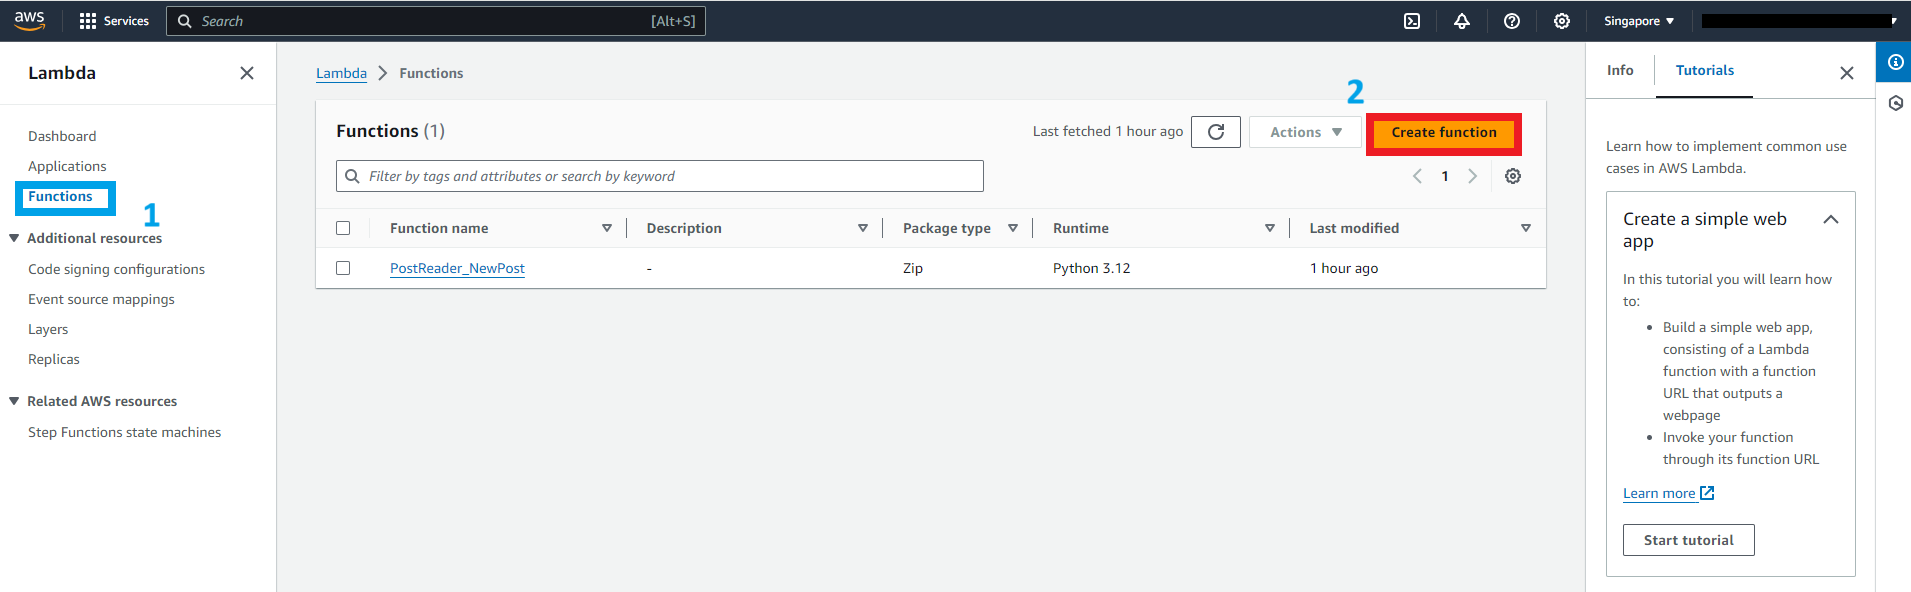 aws
Services
Search
[Alt+S]
Singapore
Lambda
Dashboard
Applications
Functions
1
Additional resources
Code signing configurations
Event source mappings
Layers
Replicas
Related AWS resources
Step Functions state machines
Lambda
Functions
2
Functions (1)
Last fetched 1 hour ago
Actions
Create function
Filter by tags and attributes or search by keyword
1
Function name Description Package type Runtime Last modified
PostReader_NewPost - Zip Python 3.12 1 hour ago
Info
Tutorials
Learn how to implement common use
cases in AWS Lambda.
Create a simple web
app
In this tutorial you will learn how
to:
• Build a simple web app,
consisting of a Lambda
function with a function
URL that outputs a
webpage
• Invoke your function
through its function URL
Learn more
Start tutorial